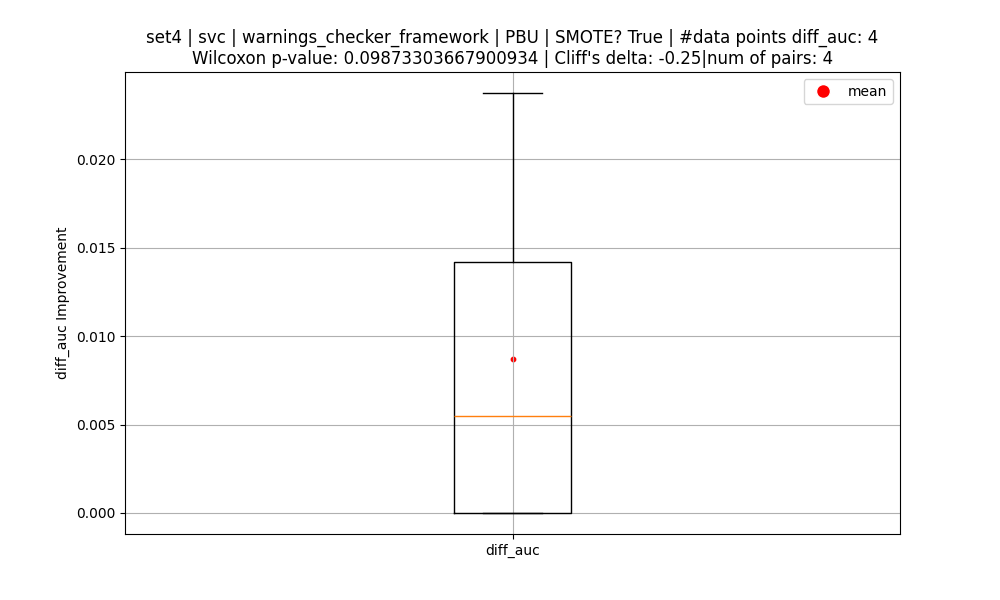 set4 | svc | warnings_checker_framework | PBU | SMOTE? True | #data points diff_auc: 4
Wilcoxon p-value: 0.09873303667900934 | Cliff's delta: -0.25|num of pairs: 4
mean
0.020
0.015
0.010
0.005
0.000
diff_auc Improvement
diff_auc